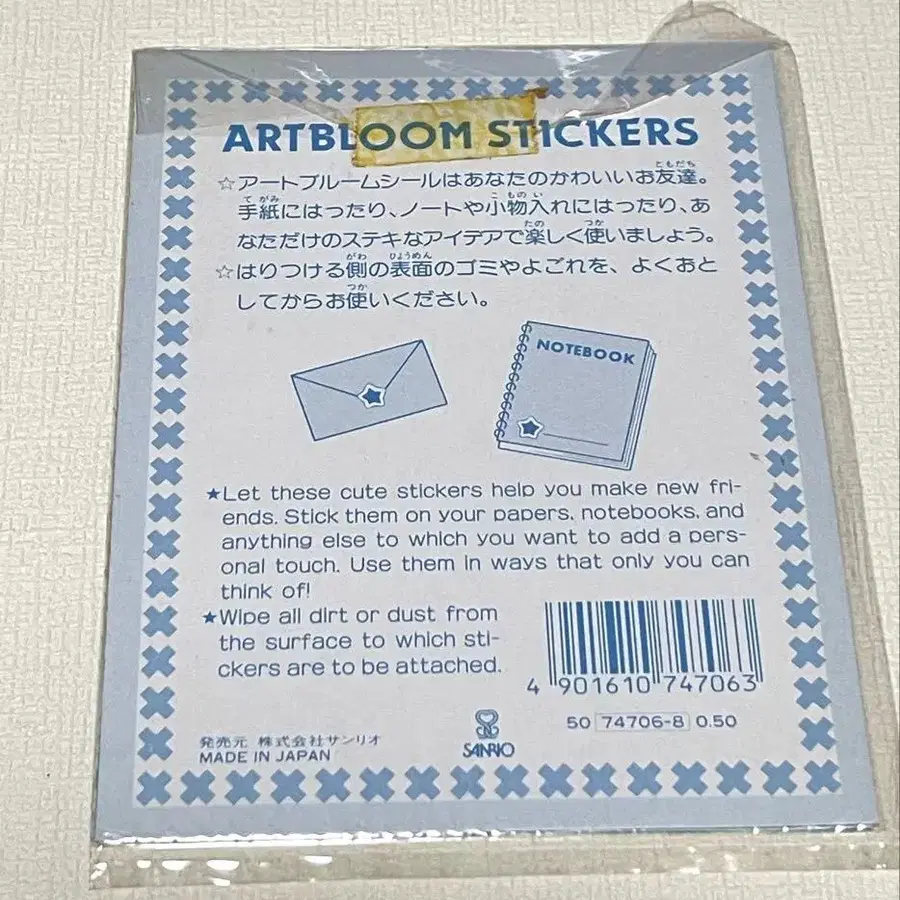 ARTBLOOM STICKERS
☆アートブルームシールはあなたのかわいいお友達。
手紙にはったり、ノートや小物入れにはったり、あ
なただけのステキなアイデアで楽しく使いましょう。
☆はりつける側の表面のゴミやよごれを、よくおと
してからお使いください。
NOTEBOOK
★Let these cute stickers help you make new fri-
ends. Stick them on your papers, notebooks, and
anything else to which you want to add a pers-
onal touch. Use them in ways that only you can
think of!
★Wipe all dirt or dust from
the surface to which sti-
ckers are to be attached.
4 901610 747063
50 74706-8 0.50
発売元 株式会社サンリオ
MADE IN JAPAN
SANRIO